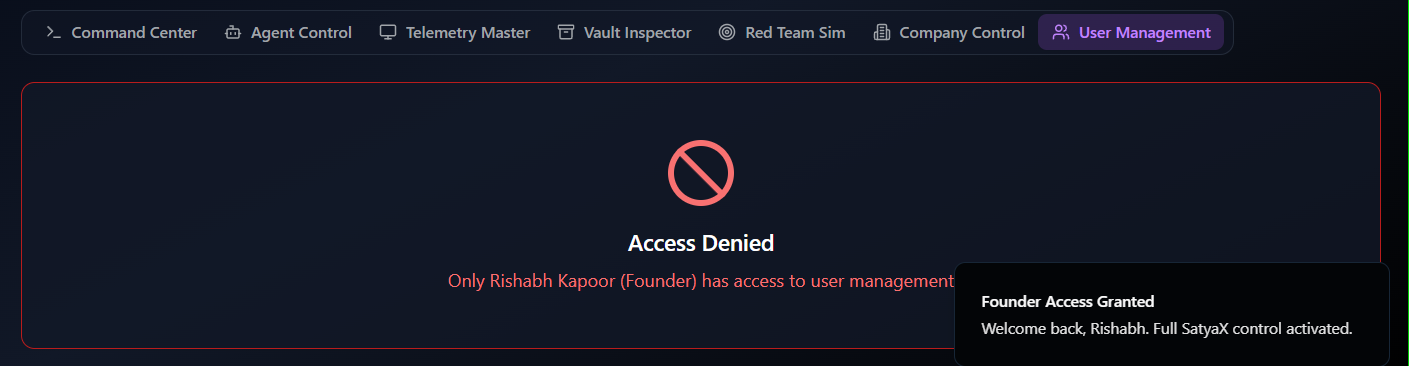 Command Center Agent Control Telemetry Master Vault Inspector Red Team Sim Company Control User Management
Access Denied
Only Rishabh Kapoor (Founder) has access to user management
Founder Access Granted
Welcome back, Rishabh. Full SatyaX control activated.